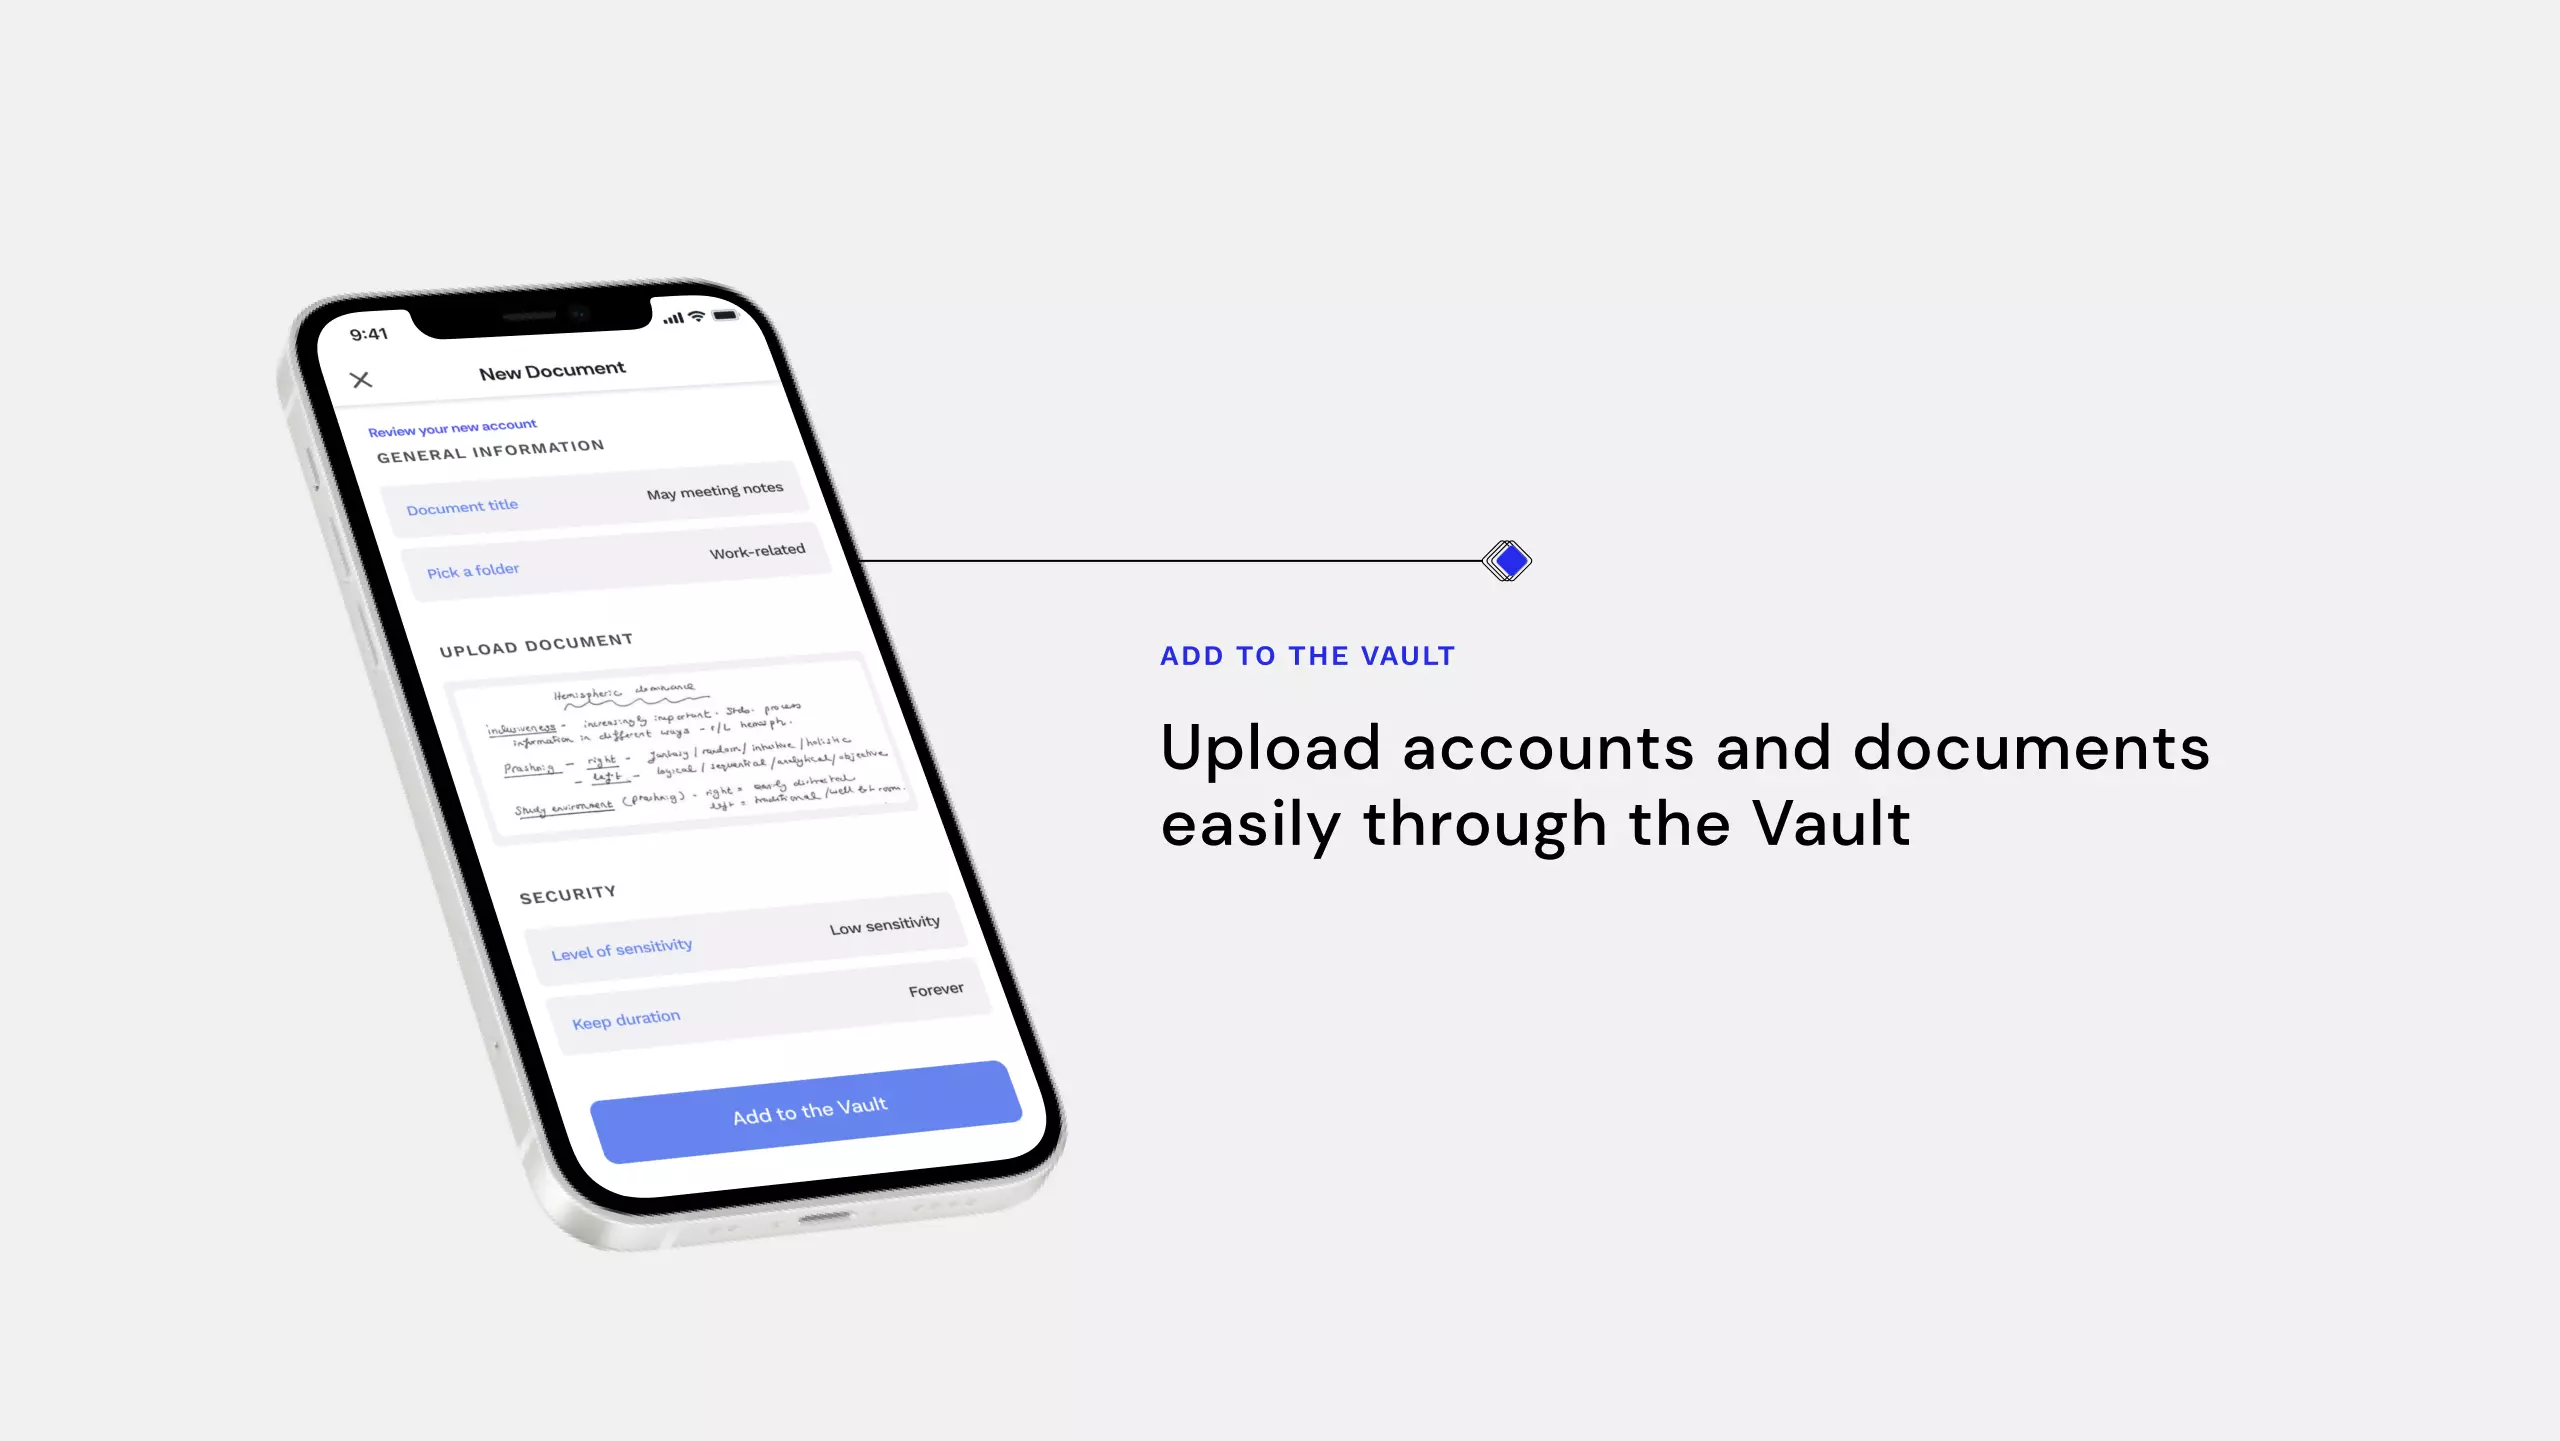 9:41
New Document
Review your new account
GENERAL INFORMATION
Document title May meeting notes
Pick a folder Work-related
UPLOAD DOCUMENT
Hemispheric dominance
inclusiveness - increasingly important. Stds. process
information in different ways - r/L hemisph.
Prashnig - right - fantasy / random / intuitive / holistic
- left - logical / sequential / analytical / objective
Study environment (Prashnig) - right = easily distracted
left = traditional / well lit room.
SECURITY
Level of sensitivity Low sensitivity
Keep duration Forever
Add to the Vault
ADD TO THE VAULT
Upload accounts and documents
easily through the Vault